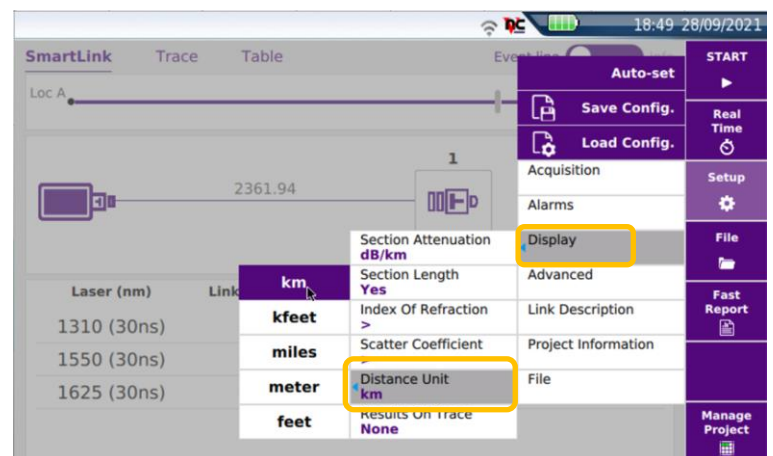 18:49 28/09/2021
SmartLink Trace Table
START
Auto-set
Loc A
Save Config.
Real
Time
Load Config.
1
Acquisition
Setup
2361.94
Alarms
Section Attenuation
dB/km
Display
File
km
Section Length
Yes
Advanced
Laser (nm)
kfeet
Index Of Refraction
>
Link Description
Fast
Report
1310 (30ns)
miles
Scatter Coefficient
Project Information
1550 (30ns)
meter
Distance Unit
km
File
1625 (30ns)
feet
Results On Trace
None
Manage
Project